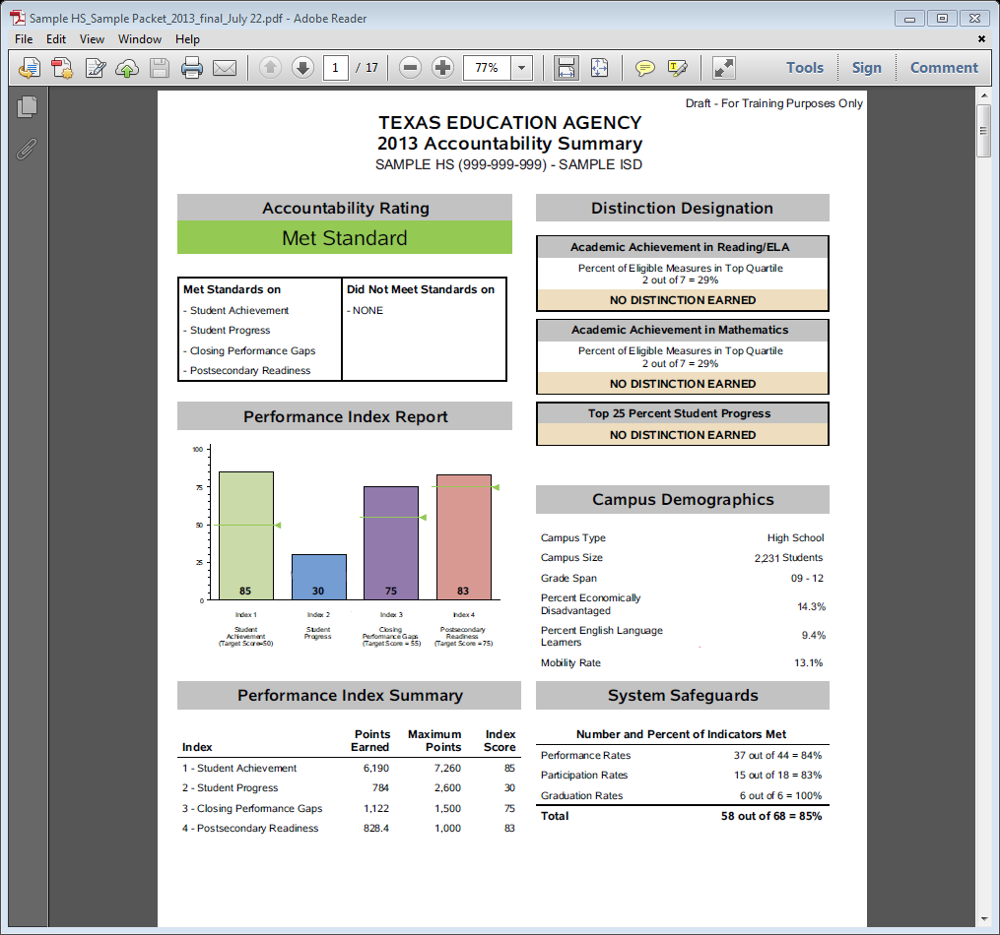 Sample HS_Sample Packet_2013_final_July 22.pdf - Adobe Reader
File Edit View Window Help
1 / 17 77% Tools Sign Comment
Draft - For Training Purposes Only
TEXAS EDUCATION AGENCY
2013 Accountability Summary
SAMPLE HS (999-999-999) - SAMPLE ISD
Accountability Rating
Met Standard
Met Standards on
- Student Achievement
- Student Progress
- Closing Performance Gaps
- Postsecondary Readiness
Did Not Meet Standards on
- NONE
Performance Index Report
100
75
50
25
0
85 30 75 83
Index 1
Student
Achievement
(Target Score=50)
Index 2
Student
Progress
Index 3
Closing
Performance Gaps
(Target Score = 55)
Index 4
Postsecondary
Readiness
(Target Score =75)
Performance Index Summary
Index Points Earned Maximum Points Index Score
1 - Student Achievement 6,190 7,260 85
2 - Student Progress 784 2,600 30
3 - Closing Performance Gaps 1,122 1,500 75
4 - Postsecondary Readiness 828.4 1,000 83
Distinction Designation
Academic Achievement in Reading/ELA
Percent of Eligible Measures in Top Quartile
2 out of 7 = 29%
NO DISTINCTION EARNED
Academic Achievement in Mathematics
Percent of Eligible Measures in Top Quartile
2 out of 7 = 29%
NO DISTINCTION EARNED
Top 25 Percent Student Progress
NO DISTINCTION EARNED
Campus Demographics
Campus Type High School
Campus Size 2,231 Students
Grade Span 09 - 12
Percent Economically
Disadvantaged 14.3%
Percent English Language
Learners 9.4%
Mobility Rate 13.1%
System Safeguards
Number and Percent of Indicators Met
Performance Rates 37 out of 44 = 84%
Participation Rates 15 out of 18 = 83%
Graduation Rates 6 out of 6 = 100%
Total 58 out of 68 = 85%